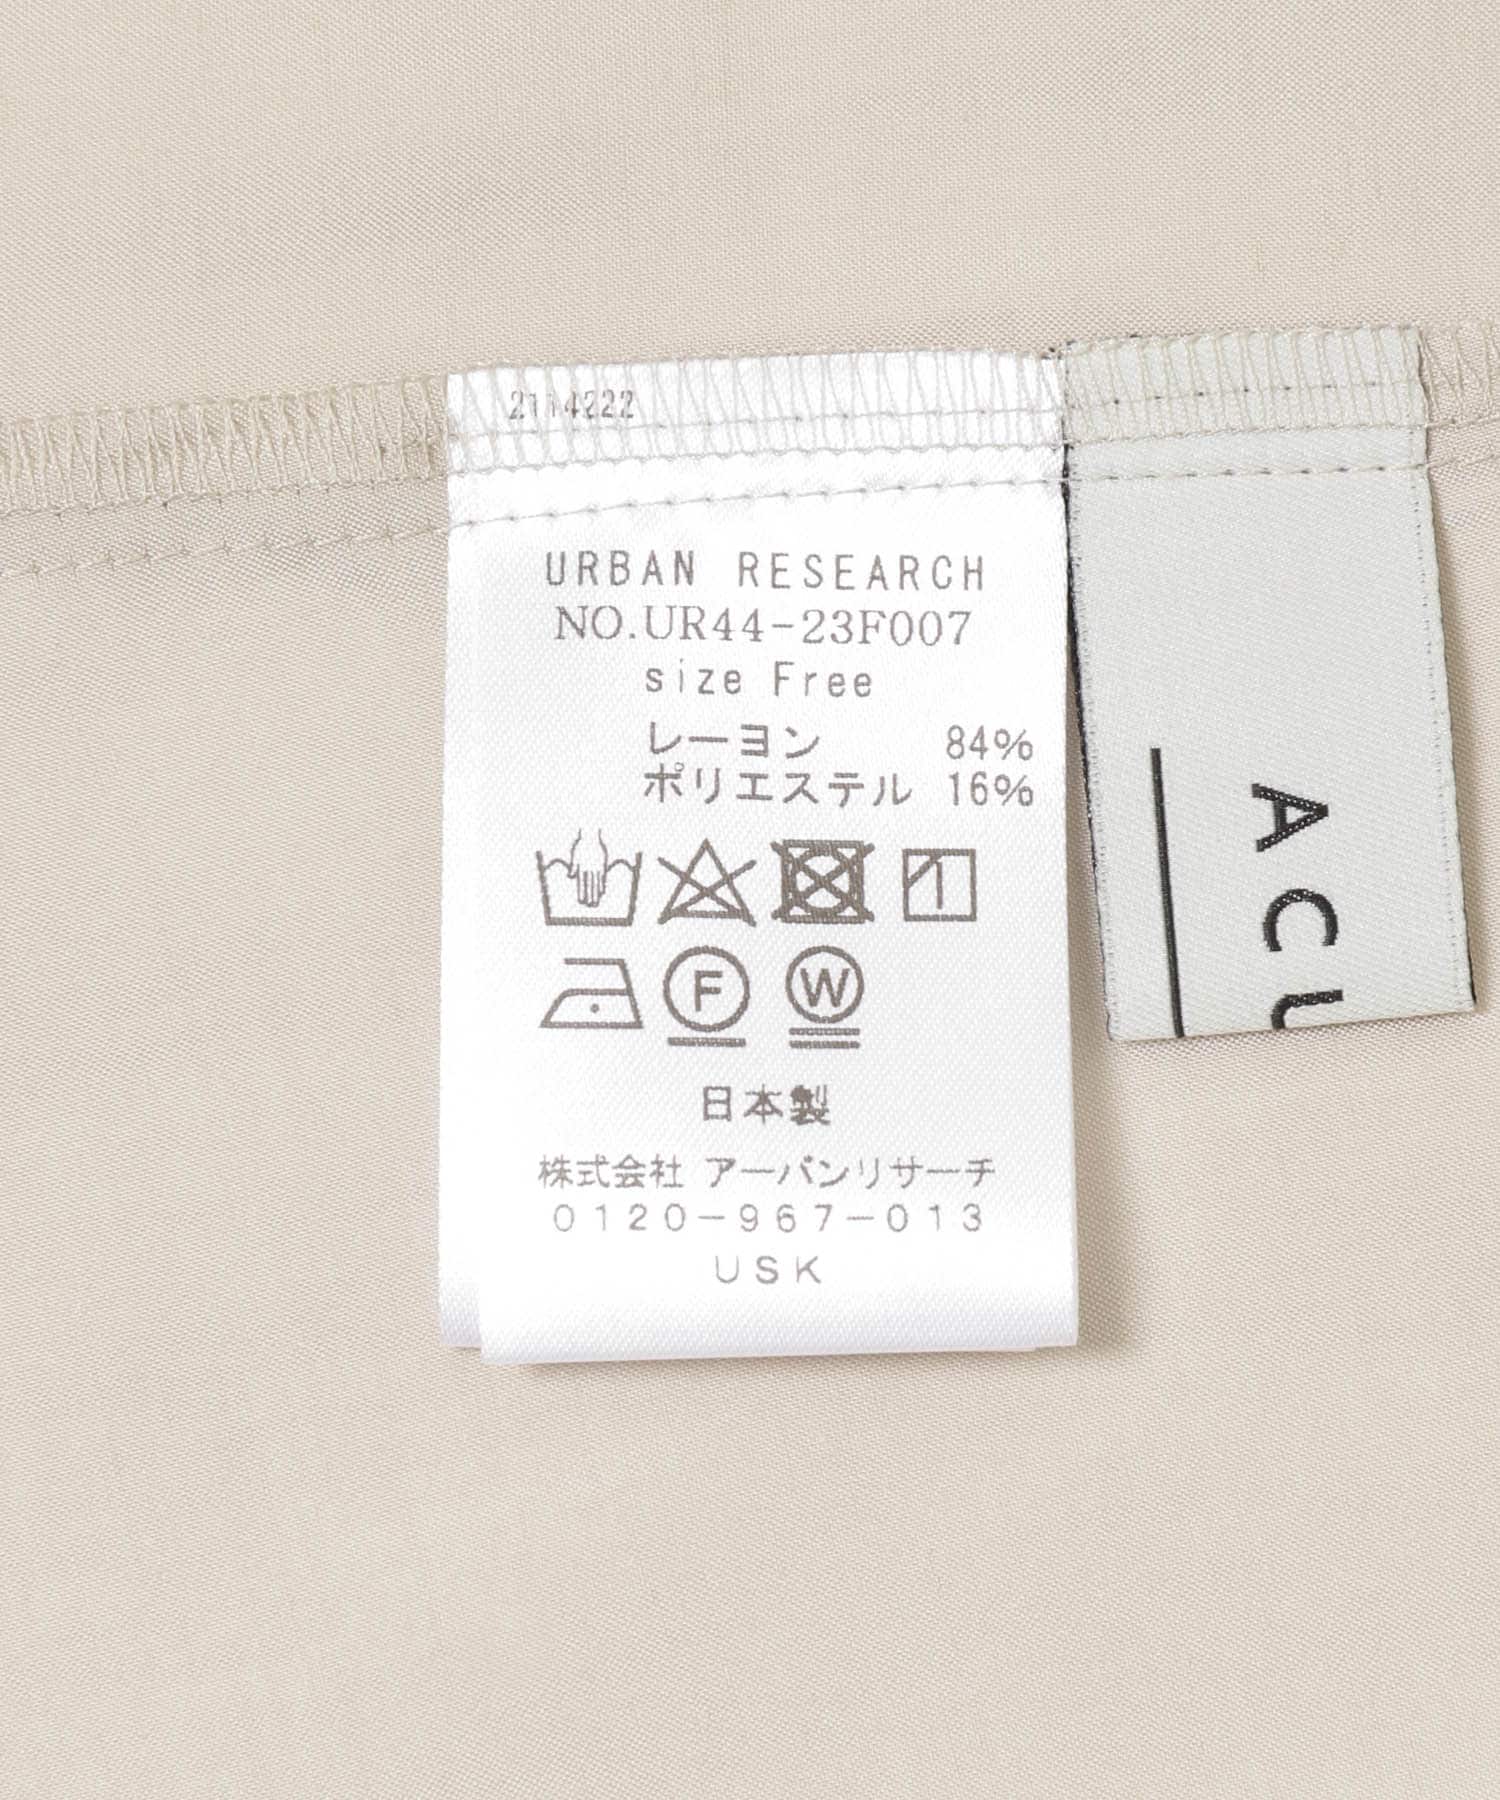 2114222
URBAN RESEARCH
NO.UR44-23F007
size Free
レーヨン 84%
ポリエステル 16%
F W
日本製
株式会社 アーバンリサーチ
0120-967-013
USK
ACU